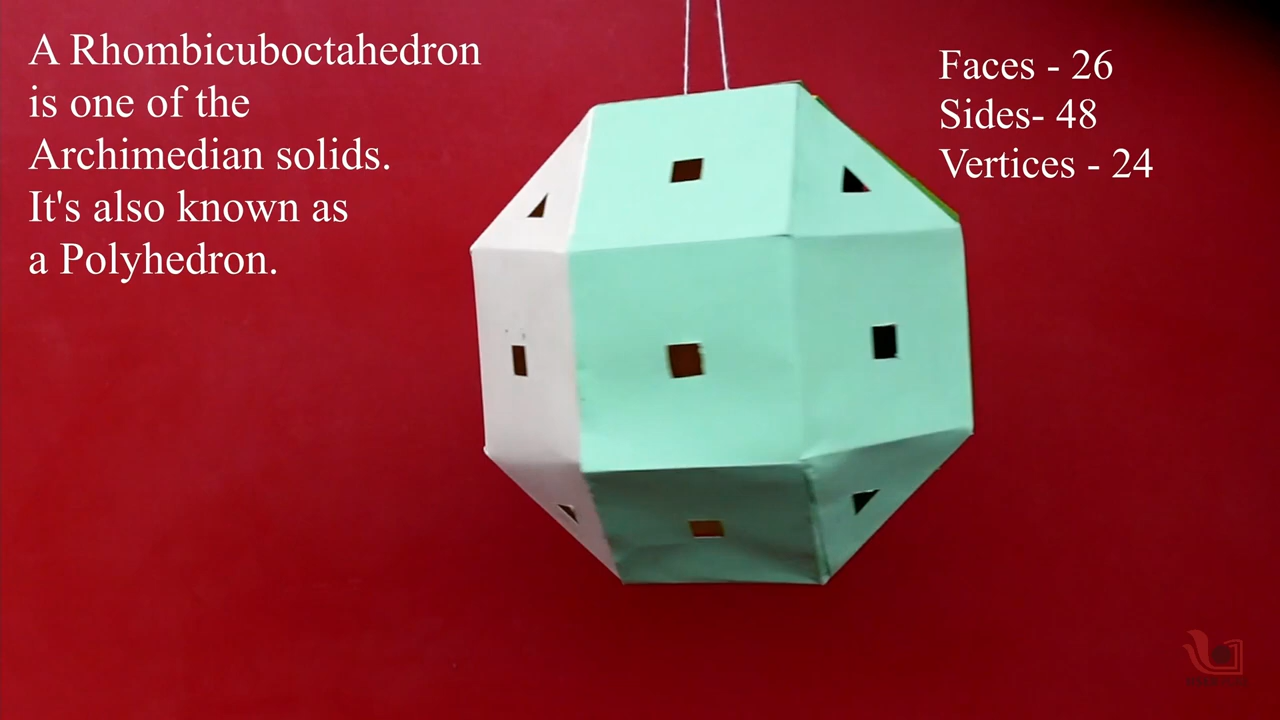 A Rhombicuboctahedron
is one of the
Archimedian solids.
It's also known as
a Polyhedron.
Faces - 26
Sides- 48
Vertices - 24